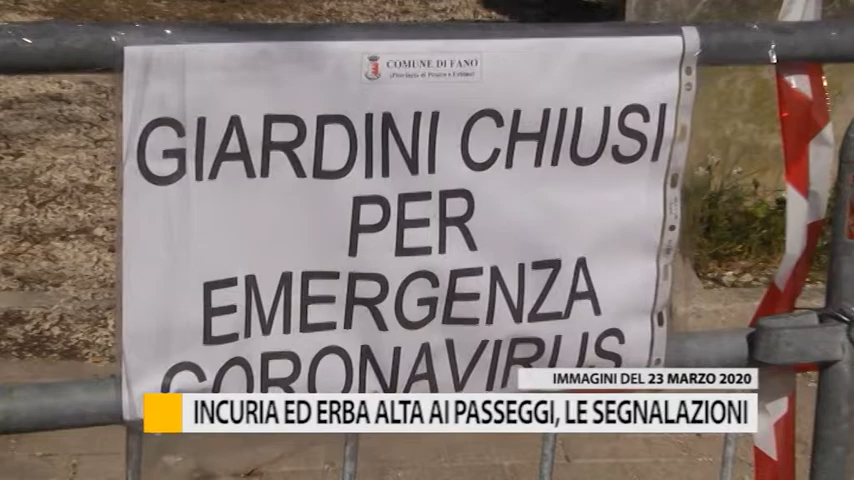 COMUNE DI FANO
(Provincia di Pesaro e Urbino)
GIARDINI CHIUSI
PER
EMERGENZA
CORONAVIRUS
IMMAGINI DEL 23 MARZO 2020
INCURIA ED ERBA ALTA AI PASSEGGI, LE SEGNALAZIONI